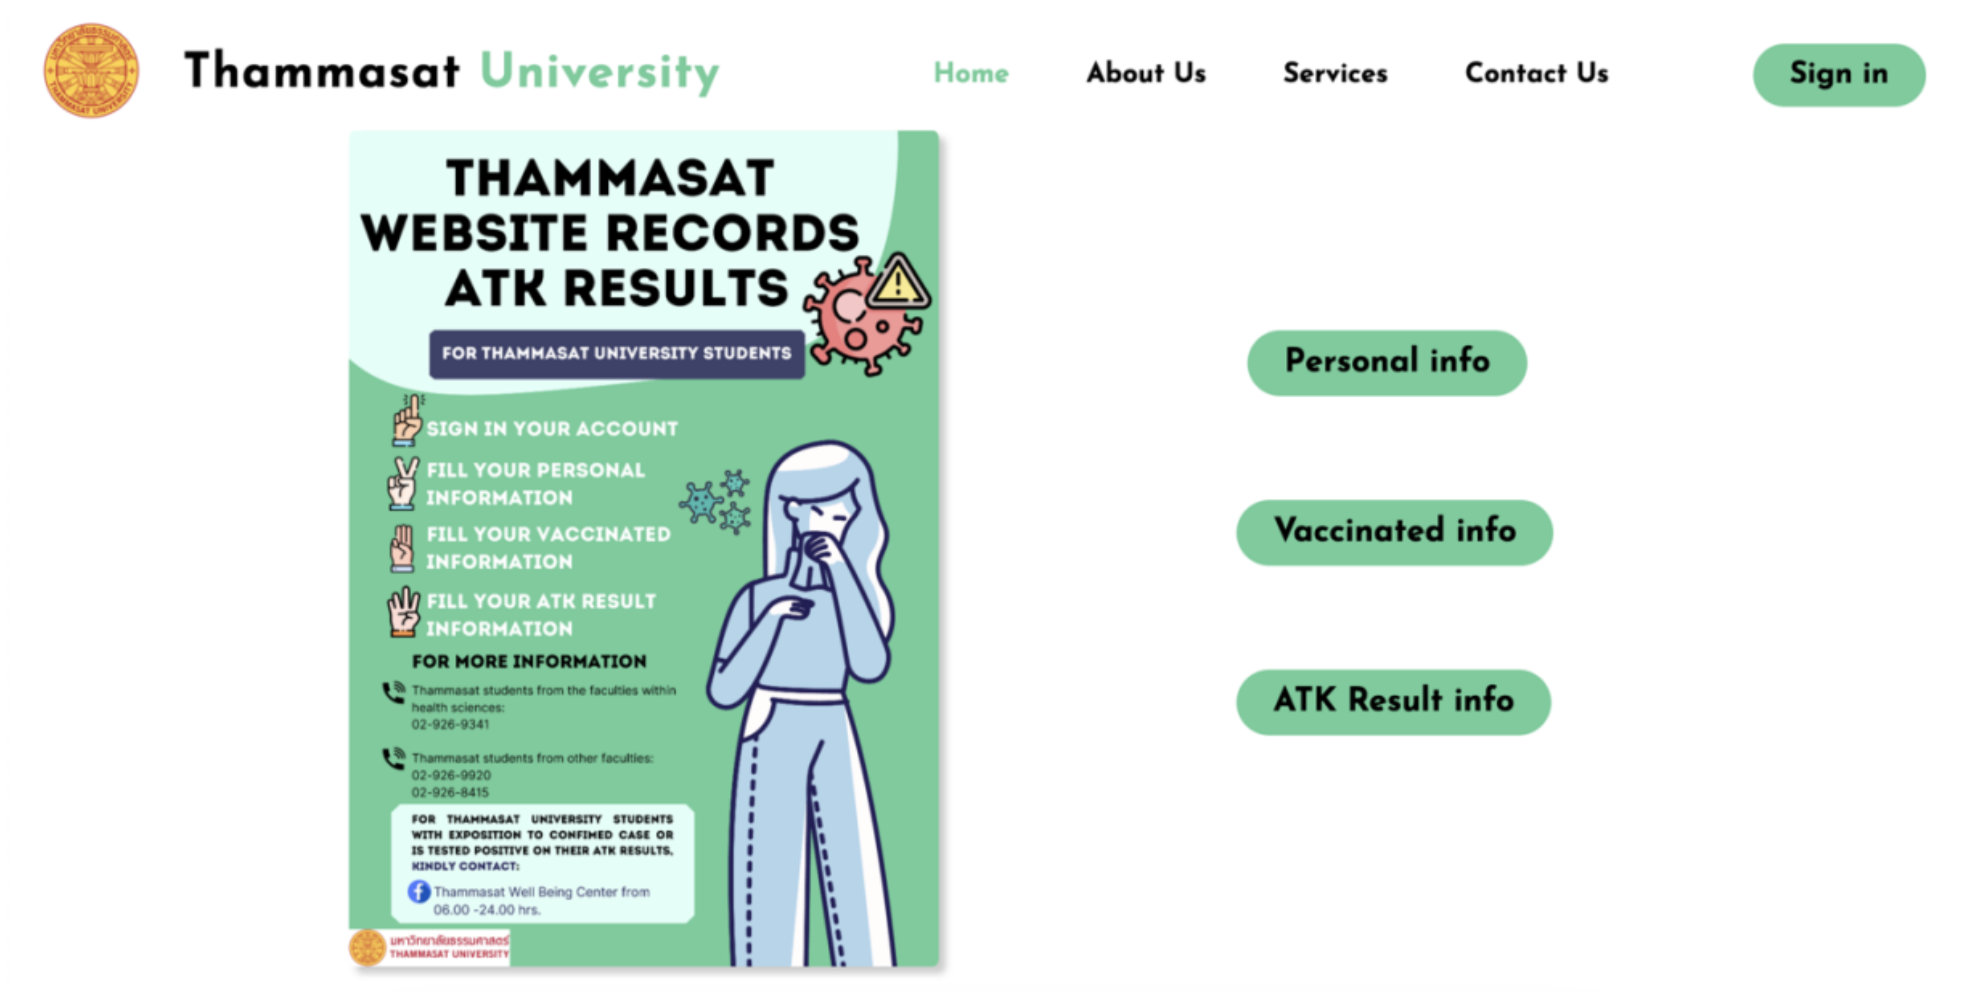 Thammasat University
Home
About Us
Services
Contact Us
Sign in
THAMMASAT
WEBSITE RECORDS
ATK RESULTS
FOR THAMMASAT UNIVERSITY STUDENTS
SIGN IN YOUR ACCOUNT
FILL YOUR PERSONAL
INFORMATION
FILL YOUR VACCINATED
INFORMATION
FILL YOUR ATK RESULT
INFORMATION
FOR MORE INFORMATION
Thammasat students from the faculties within
health sciences:
02-926-9341
Thammasat students from other faculties:
02-926-9920
02-926-8415
FOR THAMMASAT UNIVERSITY STUDENTS
WITH EXPOSITION TO CONFIMED CASE OR
IS TESTED POSITIVE ON THEIR ATK RESULTS,
KINDLY CONTACT:
Thammasat Well Being Center from
06.00 -24.00 hrs.
มหาวิทยาลัยธรรมศาสตร์
THAMMASAT UNIVERSITY
Personal info
Vaccinated info
ATK Result info